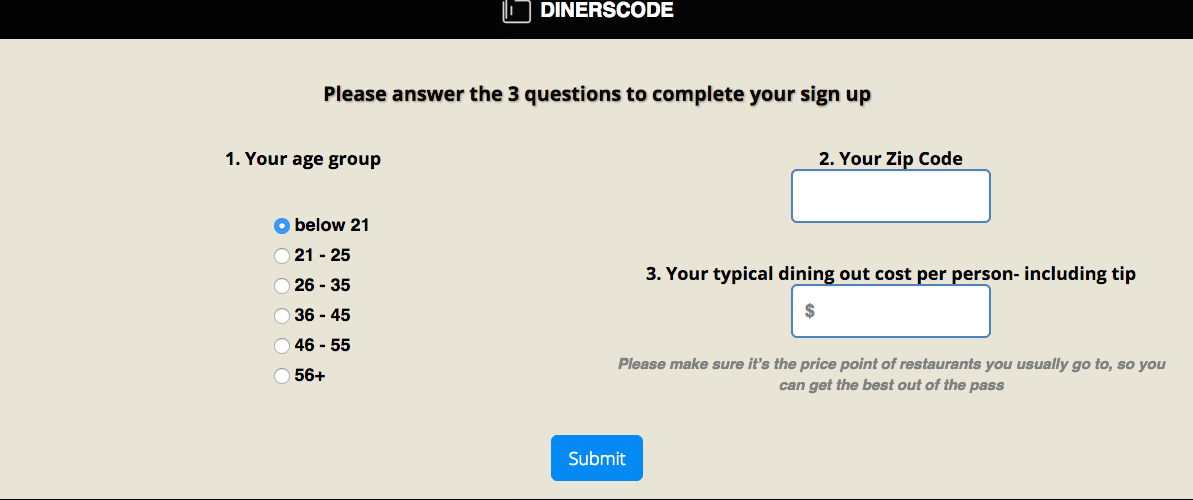 DINERSCODE
Please answer the 3 questions to complete your sign up
1. Your age group
below 21
21 - 25
26 - 35
36 - 45
46 - 55
56+
2. Your Zip Code
3. Your typical dining out cost per person- including tip
$
Please make sure it's the price point of restaurants you usually go to, so you
can get the best out of the pass
Submit